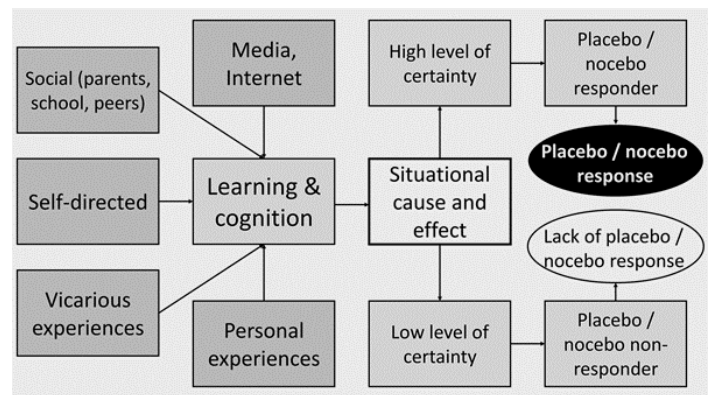 Social (parents,
school, peers)
Media,
Internet
High level of
certainty
Placebo /
nocebo
responder
Placebo / nocebo
response
Self-directed
Learning &
cognition
Situational
cause and
effect
Lack of placebo /
nocebo response
Vicarious
experiences
Personal
experiences
Low level of
certainty
Placebo /
nocebo non-
responder